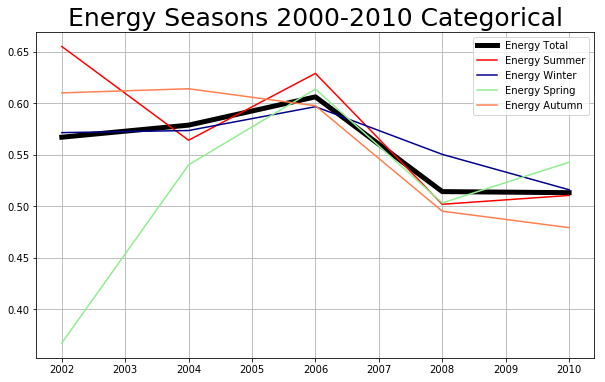 Energy Seasons 2000-2010 Categorical
Energy Total
Energy Summer
Energy Winter
Energy Spring
Energy Autumn
0.65
0.60
0.55
0.50
0.45
0.40
2002 2003 2004 2005 2006 2007 2008 2009 2010